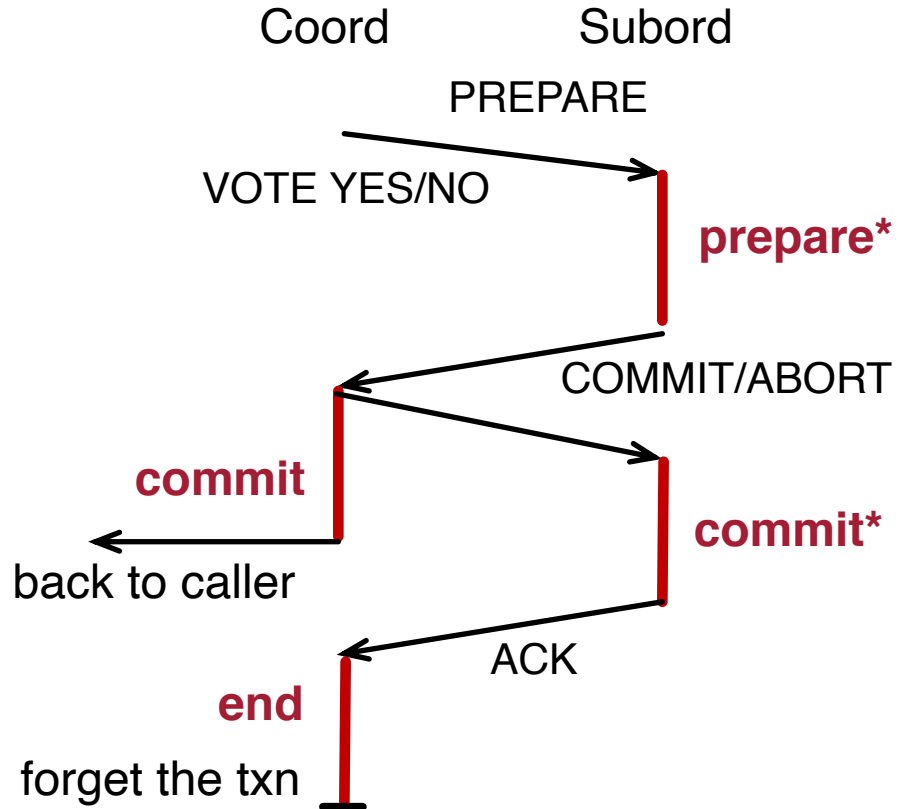 Coord Subord
PREPARE
VOTE YES/NO
prepare*
COMMIT/ABORT
commit
commit*
back to caller
ACK
end
forget the txn